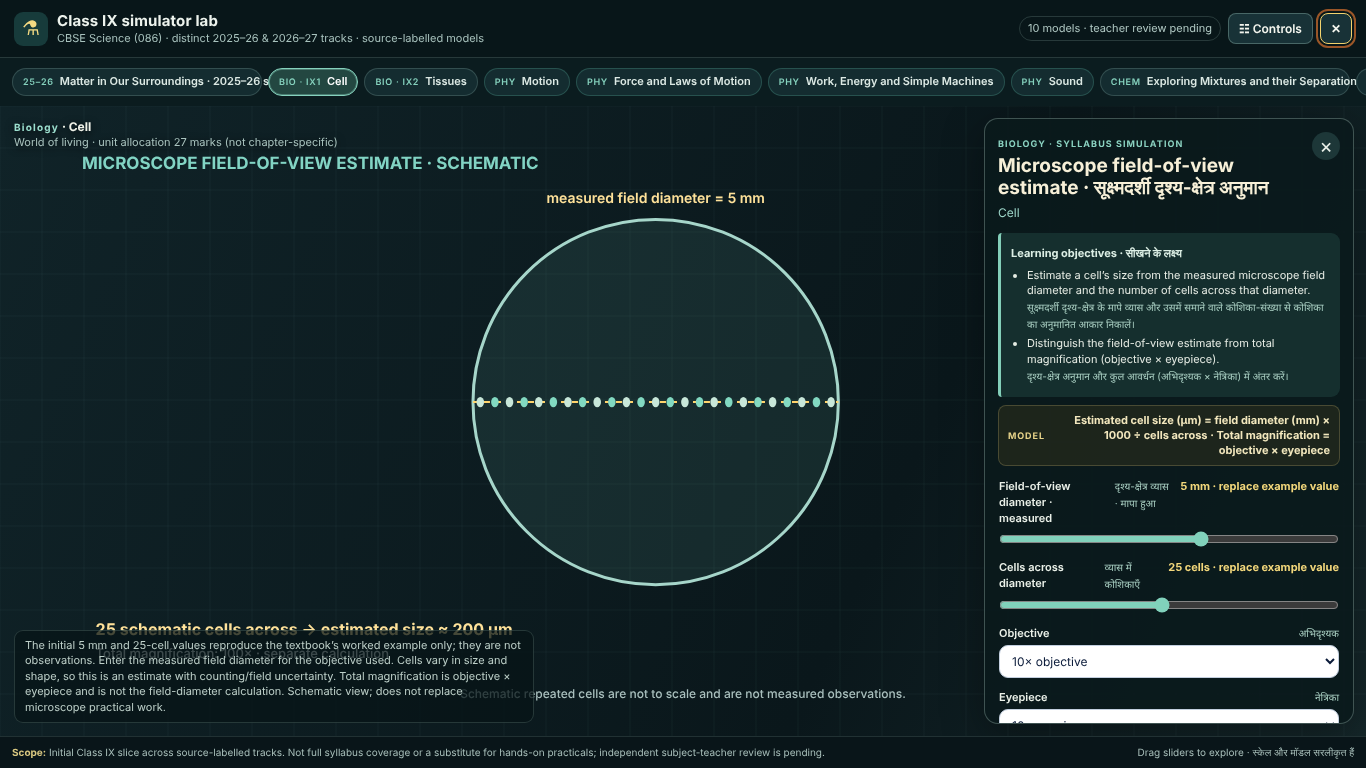 Class IX simulator lab
CBSE Science (086) · distinct 2025–26 & 2026–27 tracks · source-labelled models
10 models · teacher review pending
☷ Controls
×
25–26 Matter in Our Surroundings · 2025–26 s
BIO · IX1 Cell
BIO · IX2 Tissues
PHY Motion
PHY Force and Laws of Motion
PHY Work, Energy and Simple Machines
PHY Sound
CHEM Exploring Mixtures and their Separation
Biology · Cell
World of living · unit allocation 27 marks (not chapter-specific)
MICROSCOPE FIELD-OF-VIEW ESTIMATE · SCHEMATIC
measured field diameter = 5 mm
25 schematic cells across → estimated size ≈ 200 µm
Total magnification: 100× · separate calculation
The initial 5 mm and 25-cell values reproduce the textbook's worked example only; they are not
observations. Enter the measured field diameter for the objective used. Cells vary in size and
shape, so this is an estimate with counting/field uncertainty. Total magnification is objective ×
eyepiece and is not the field-diameter calculation. Schematic view; does not replace
microscope practical work.
Schematic repeated cells are not to scale and are not measured observations.
BIOLOGY · SYLLABUS SIMULATION
×
Microscope field-of-view
estimate · सूक्ष्मदर्शी दृश्य-क्षेत्र अनुमान
Cell
Learning objectives · सीखने के लक्ष्य
• Estimate a cell's size from the measured microscope field
diameter and the number of cells across that diameter.
सूक्ष्मदर्शी दृश्य-क्षेत्र के मापे व्यास और उसमें समाने वाले कोशिका-संख्या से कोशिका
का अनुमानित आकार निकालें।
• Distinguish the field-of-view estimate from total
magnification (objective × eyepiece).
दृश्य-क्षेत्र अनुमान और कुल आवर्धन (अभिदृश्यक × नेत्रिका) में अंतर करें।
MODEL
Estimated cell size (µm) = field diameter (mm) ×
1000 ÷ cells across · Total magnification =
objective × eyepiece
Field-of-view
diameter ·
measured
दृश्य-क्षेत्र व्यास
· मापा हुआ
5 mm · replace example value
Cells across
diameter
व्यास में
कोशिकाएँ
25 cells · replace example value
Objective
अभिदृश्यक
10× objective
Eyepiece
नेत्रिका
Scope: Initial Class IX slice across source-labelled tracks. Not full syllabus coverage or a substitute for hands-on practicals; independent subject-teacher review is pending.
Drag sliders to explore · स्केल और मॉडल सरलीकृत हैं